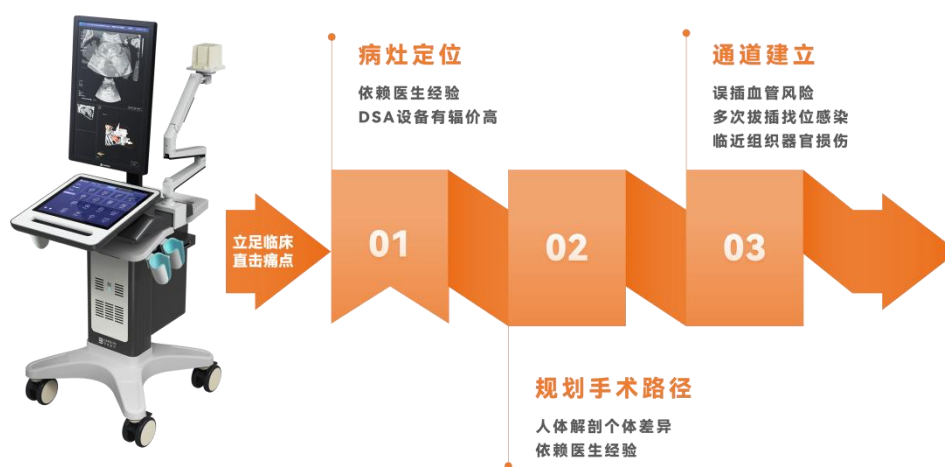 病灶定位
依赖医生经验
DSA设备有辐价高
通道建立
误插血管风险
多次拔插找位感染
临近组织器官损伤
立足临床
直击痛点
01
02
03
规划手术路径
人体解剖个体差异
依赖医生经验